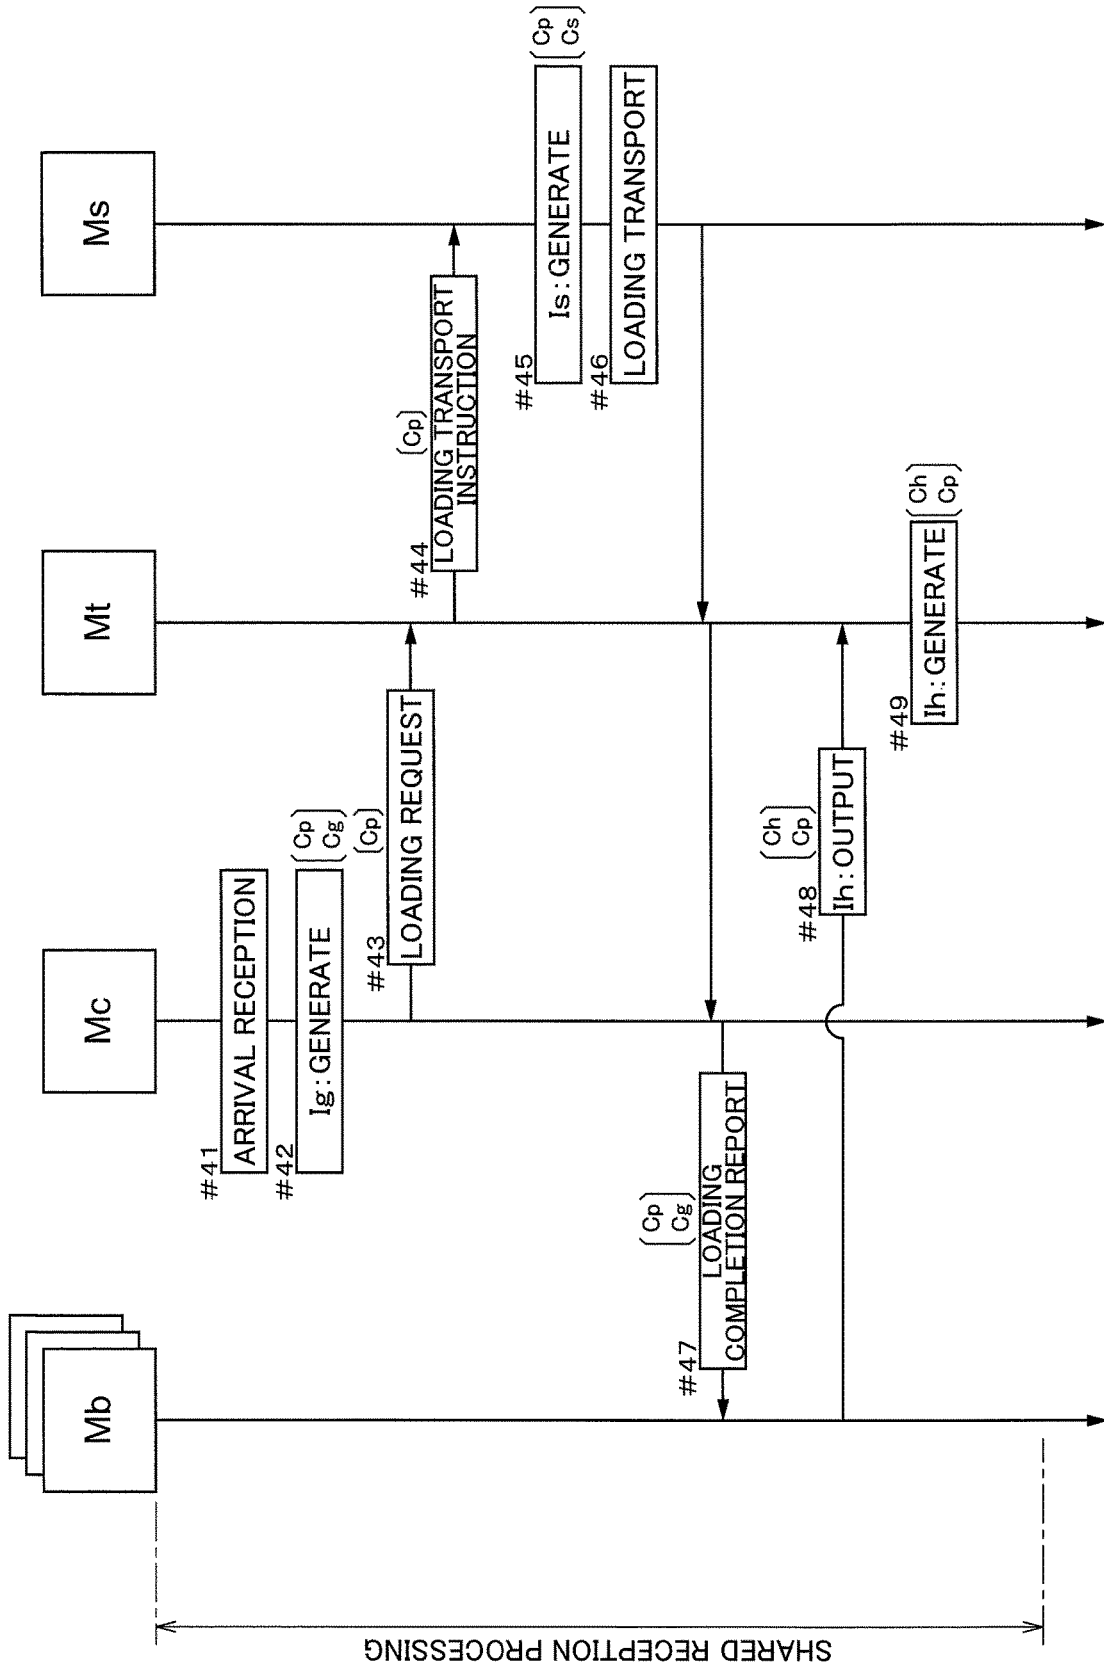 Mb
Mc
Mt
Ms
SHARED RECEPTION PROCESSING
#41
ARRIVAL RECEPTION
#42
Ig:GENERATE
Cp
Cg
#43
LOADING REQUEST
Cp
#44
LOADING TRANSPORT
INSTRUCTION
Cp
#45
Is:GENERATE
Cp
Cs
#46
LOADING TRANSPORT
#47
LOADING
COMPLETION REPORT
Cp
Cg
#48
Ih:OUTPUT
Ch
Cp
#49
Ih:GENERATE
Ch
Cp